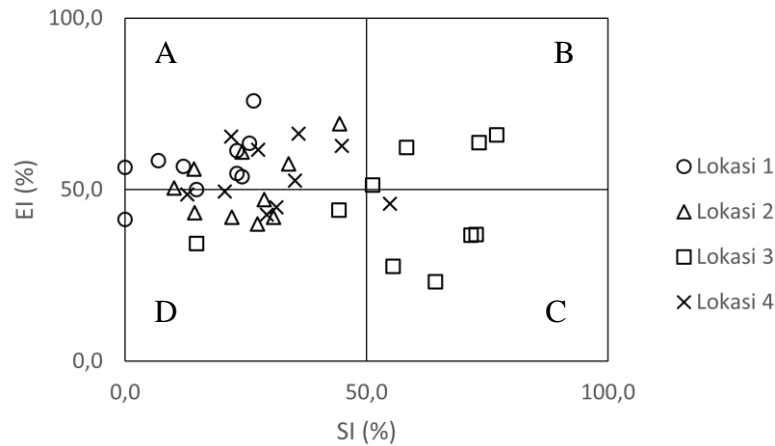 100,0
A
B
EI (%)
50,0
D
C
0,0
0,0
50,0
100,0
SI (%)
Lokasi 1
Lokasi 2
Lokasi 3
Lokasi 4